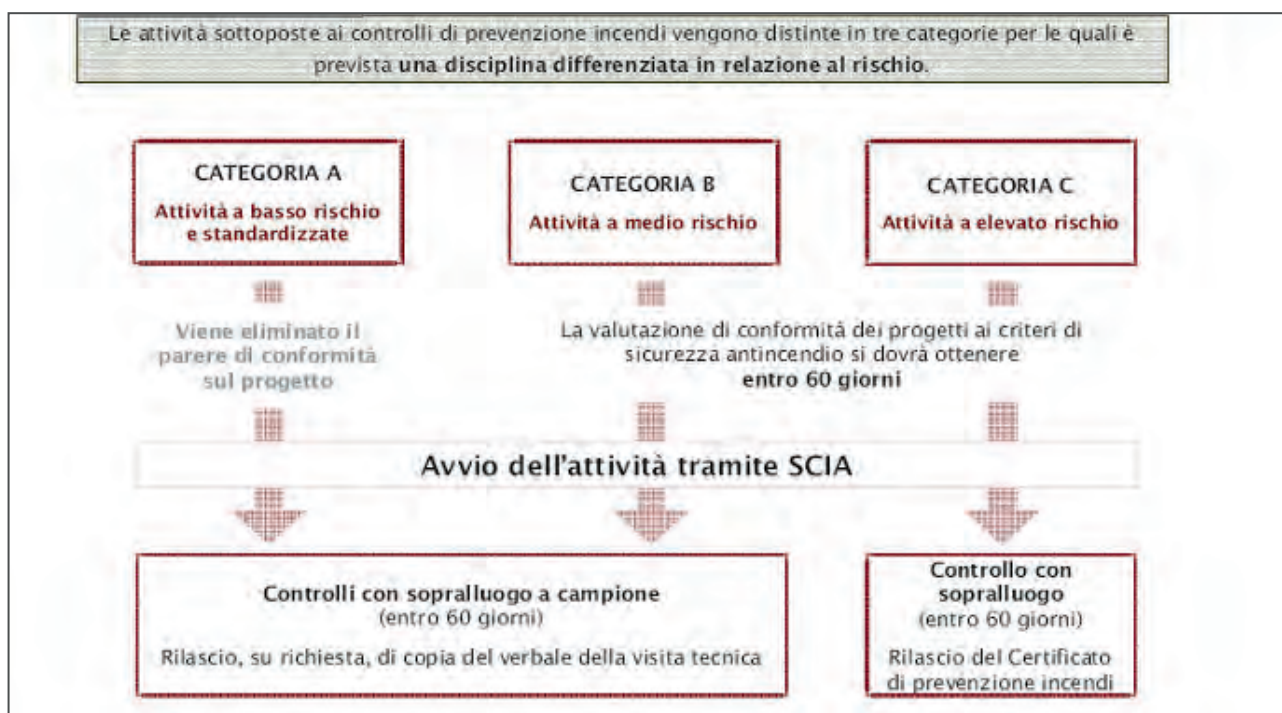 Le attività sottoposte ai controlli di prevenzione incendi vengono distinte in tre categorie per le quali è
prevista una disciplina differenziata in relazione al rischio.
CATEGORIA A
Attività a basso rischio
e standardizzate
CATEGORIA B
Attività a medio rischio
CATEGORIA C
Attività a elevato rischio
Viene eliminato il
parere di conformità
sul progetto
La valutazione di conformità dei progetti ai criteri di
sicurezza antincendio si dovrà ottenere
entro 60 giorni
Avvio dell'attività tramite SCIA
Controlli con sopralluogo a campione
(entro 60 giorni)
Rilascio, su richiesta, di copia del verbale della visita tecnica
Controllo con
sopralluogo
(entro 60 giorni)
Rilascio del Certificato
di prevenzione incendi